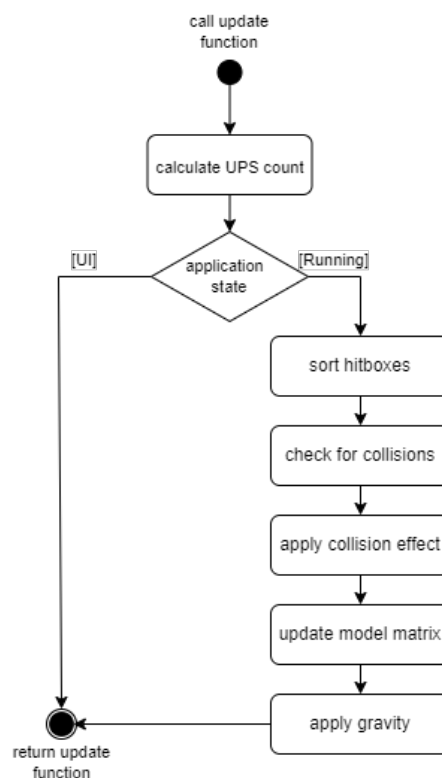 call update
function
calculate UPS count
[UI]
application
state
[Running]
sort hitboxes
check for collisions
apply collision effect
update model matrix
apply gravity
return update
function